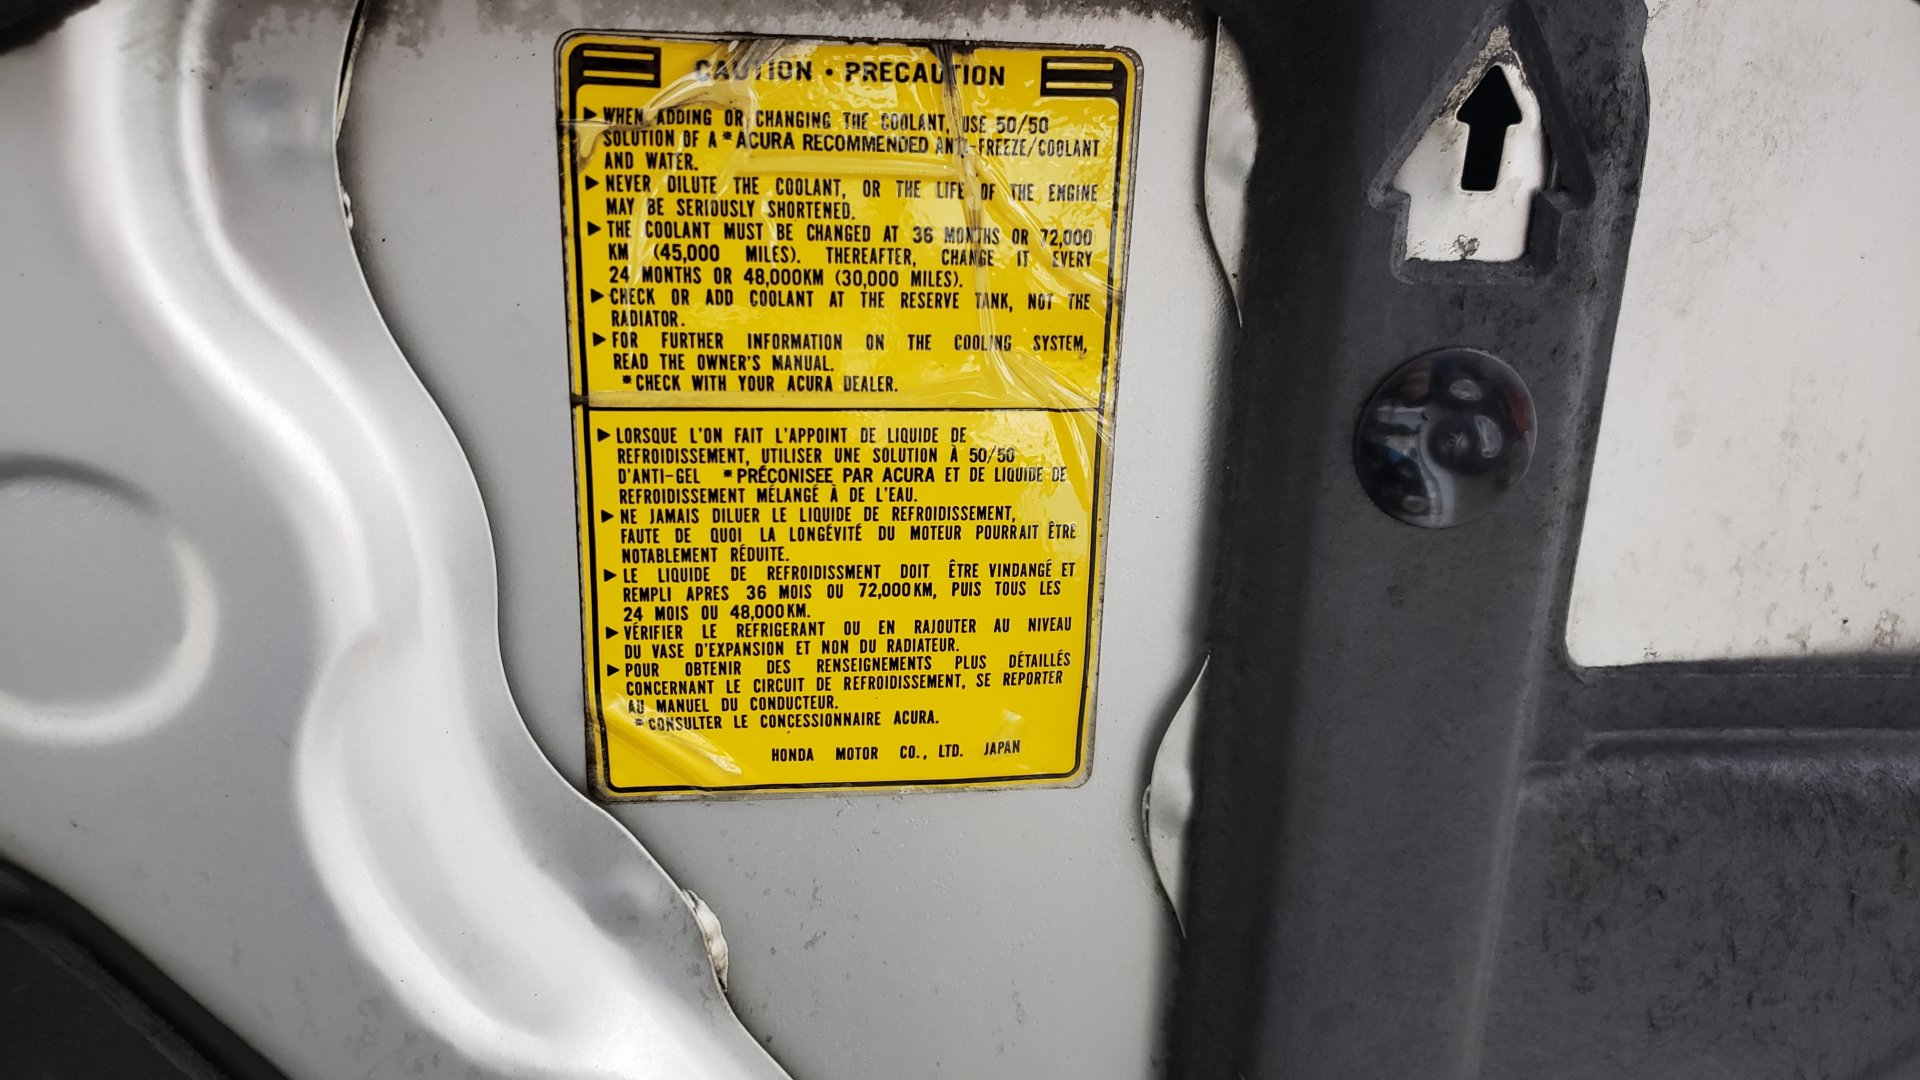 CAUTION • PRECAUTION
▶ WHEN ADDING OR CHANGING THE COOLANT, USE 50/50
SOLUTION OF A * ACURA RECOMMENDED ANTI-FREEZE/COOLANT
AND WATER.
▶ NEVER DILUTE THE COOLANT, OR THE LIFE OF THE ENGINE
MAY BE SERIOUSLY SHORTENED.
▶ THE COOLANT MUST BE CHANGED AT 36 MONTHS OR 72,000
KM (45,000 MILES). THEREAFTER, CHANGE IT EVERY
24 MONTHS OR 48,000KM (30,000 MILES).
▶ CHECK OR ADD COOLANT AT THE RESERVE TANK, NOT THE
RADIATOR.
▶ FOR FURTHER INFORMATION ON THE COOLING SYSTEM,
READ THE OWNER'S MANUAL.
* CHECK WITH YOUR ACURA DEALER.
▶ LORSQUE L'ON FAIT L'APPOINT DE LIQUIDE DE
REFROIDISSEMENT, UTILISER UNE SOLUTION À 50/50
D'ANTI-GEL * PRÉCONISEE PAR ACURA ET DE LIQUIDE DE
REFROIDISSEMENT MÉLANGÉ À DE L'EAU.
▶ NE JAMAIS DILUER LE LIQUIDE DE REFROIDISSEMENT,
FAUTE DE QUOI LA LONGÉVITÉ DU MOTEUR POURRAIT ÊTRE
NOTABLEMENT RÉDUITE.
▶ LE LIQUIDE DE REFROIDISSMENT DOIT ÊTRE VINDANGÉ ET
REMPLI APRES 36 MOIS OU 72,000KM, PUIS TOUS LES
24 MOIS OU 48,000KM.
▶ VÉRIFIER LE REFRIGERANT OU EN RAJOUTER AU NIVEAU
DU VASE D'EXPANSION ET NON DU RADIATEUR.
▶ POUR OBTENIR DES RENSEIGNEMENTS PLUS DÉTAILLÉS
CONCERNANT LE CIRCUIT DE REFROIDISSEMENT, SE REPORTER
AU MANUEL DU CONDUCTEUR.
* CONSULTER LE CONCESSIONNAIRE ACURA.
HONDA MOTOR CO., LTD. JAPAN